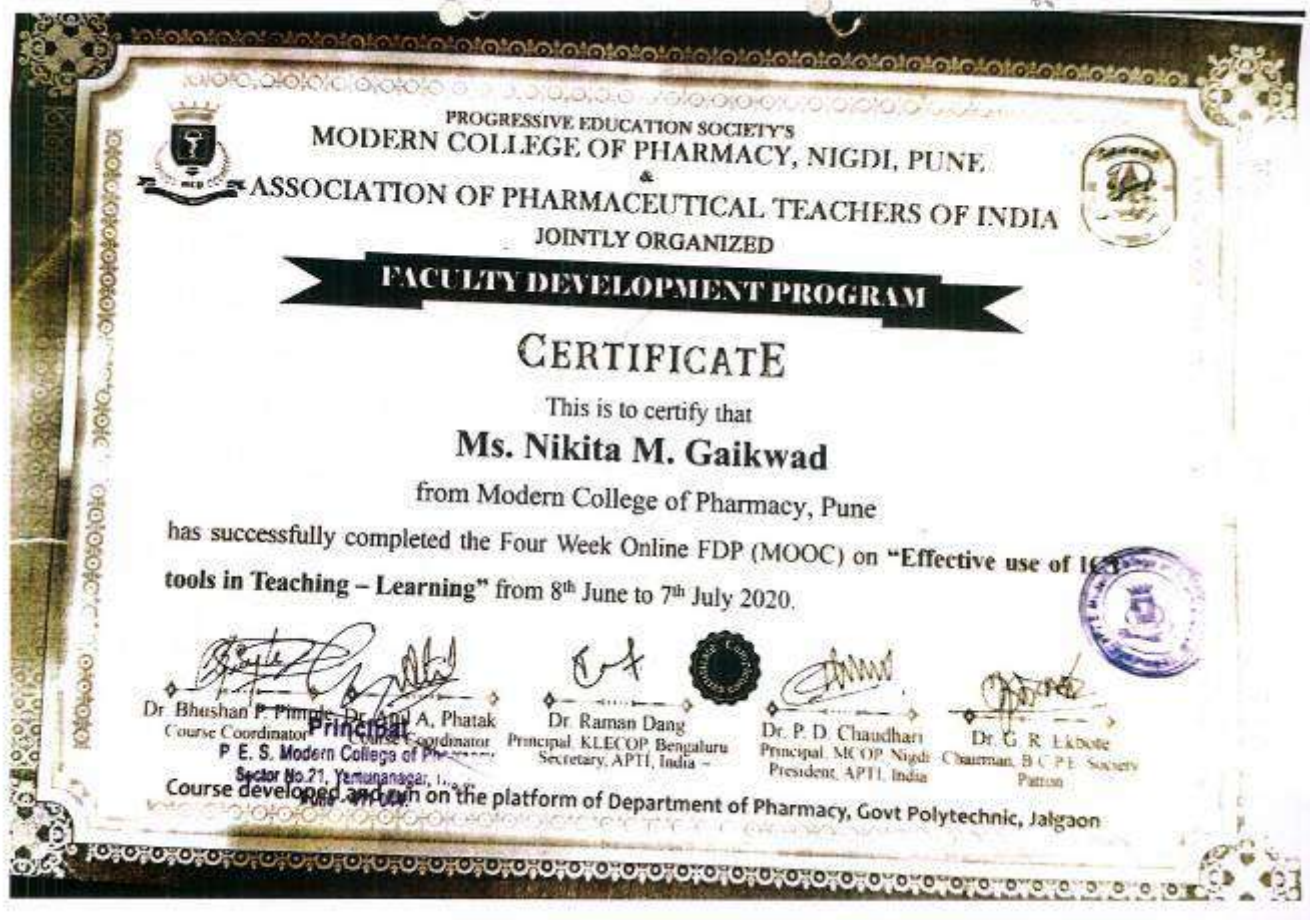 PROGRESSIVE EDUCATION SOCIETY'S
MODERN COLLEGE OF PHARMACY, NIGDI, PUNE
&
ASSOCIATION OF PHARMACEUTICAL TEACHERS OF INDIA
JOINTLY ORGANIZED
FACULTY DEVELOPMENT PROGRAM
CERTIFICATE
This is to certify that
Ms. Nikita M. Gaikwad
from Modern College of Pharmacy, Pune
has successfully completed the Four Week Online FDP (MOOC) on "Effective use of
tools in Teaching – Learning" from 8th June to 7th July 2020.
Dr Bhushan P. Pimple
Course Coordinator
Dr. Anil A, Phatak
Course Coordinator
Dr. Raman Dang
Principal KLECOP, Bengaluru
Secretary, APTI, India –
Dr. P. D. Chaudhari
Principal, MCOP Nigdi
President, APTI, India
Dr. G. R. Ekbote
Chairman, B C P E Society
Patron
Principal
P. E. S. Modern College of
Sector No.21, Yamunanagar,
Course developed and run on the platform of Department of Pharmacy, Govt Polytechnic, Jalgaon